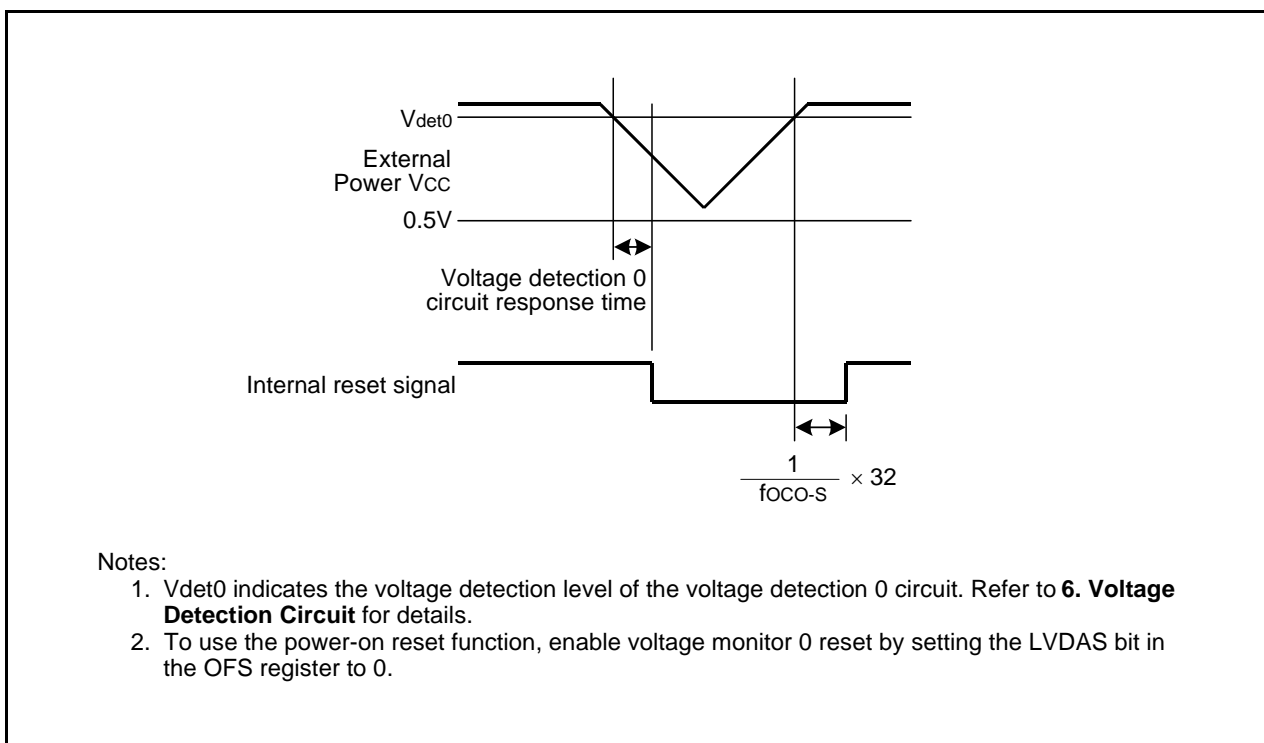 Vdet0
External
Power VCC
0.5V
Voltage detection 0
circuit response time
Internal reset signal
1
fOCO-S
× 32
Notes:
1. Vdet0 indicates the voltage detection level of the voltage detection 0 circuit. Refer to 6. Voltage
Detection Circuit for details.
2. To use the power-on reset function, enable voltage monitor 0 reset by setting the LVDAS bit in
the OFS register to 0.